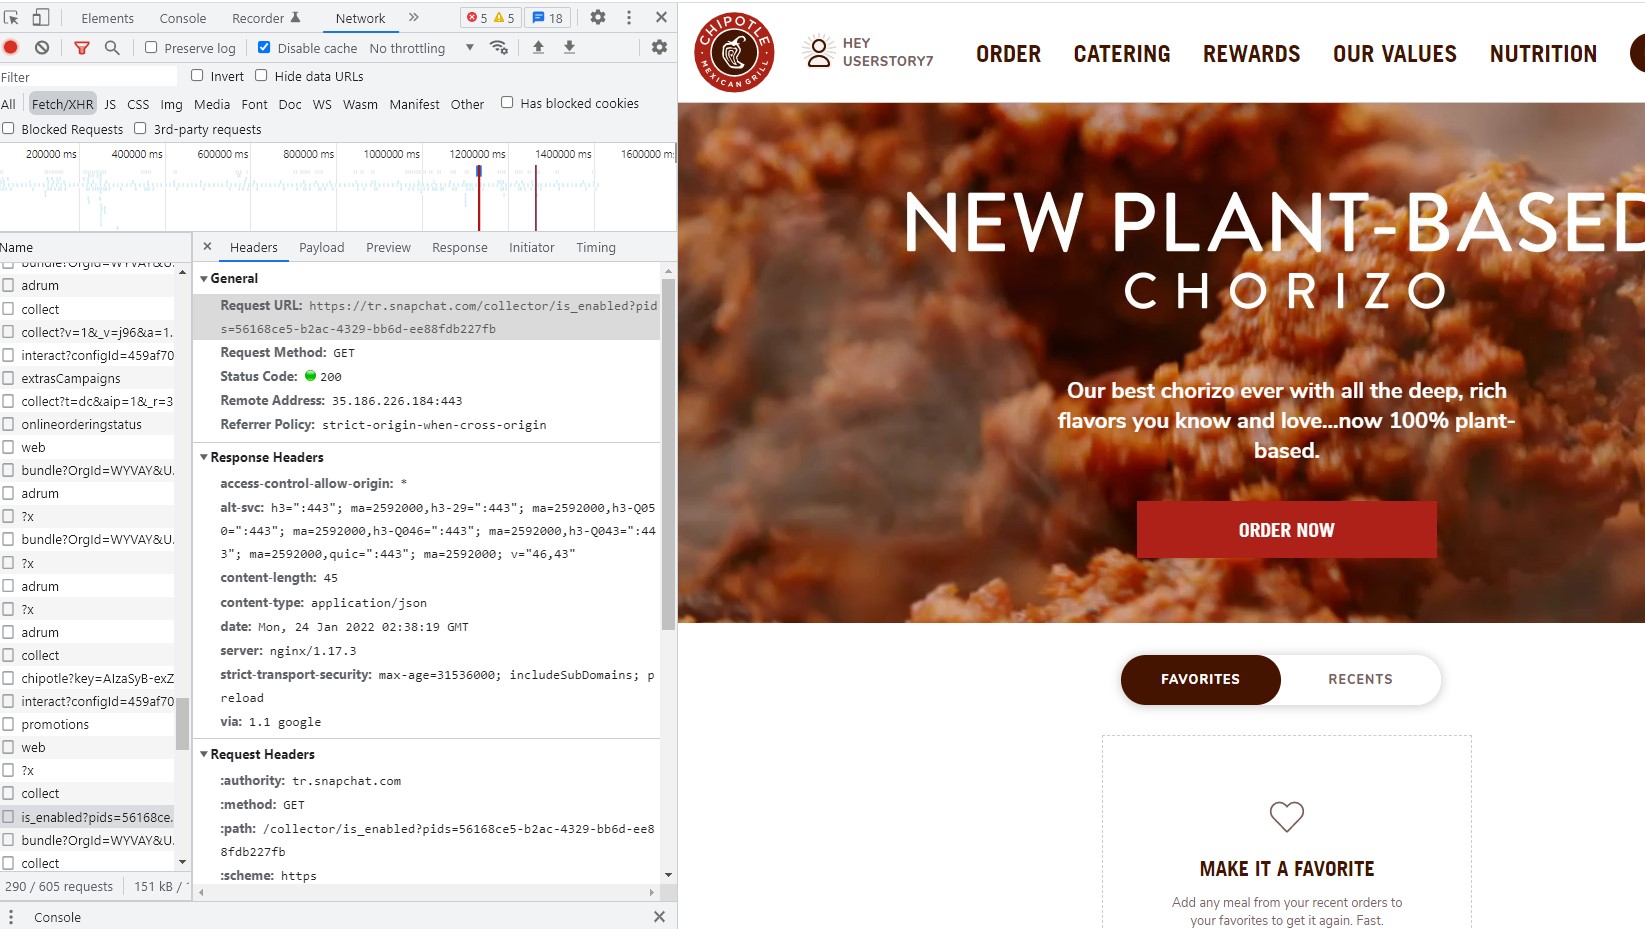 Elements Console Recorder Network » 5 5 18
Preserve log Disable cache No throttling
Filter Invert Hide data URLs
All Fetch/XHR JS CSS Img Media Font Doc WS Wasm Manifest Other Has blocked cookies
Blocked Requests 3rd-party requests
200000 ms 400000 ms 600000 ms 800000 ms 1000000 ms 1200000 ms 1400000 ms 1600000 ms
Name
bundle?OrgId=WYVAY&U.
adrum
collect
collect?v=1&_v=j96&a=1.
interact?configId=459af70
extrasCampaigns
collect?t=dc&aip=1&_r=3
onlineorderingstatus
web
bundle?OrgId=WYVAY&U.
adrum
?x
bundle?OrgId=WYVAY&U.
?x
adrum
?x
adrum
collect
chipotle?key=AIzaSyB-exZ
interact?configId=459af70
promotions
web
?x
collect
is_enabled?pids=56168ce.
bundle?OrgId=WYVAY&U.
collect
290 / 605 requests 151 kB /
Headers Payload Preview Response Initiator Timing
General
Request URL: https://tr.snapchat.com/collector/is_enabled?pid
s=56168ce5-b2ac-4329-bb6d-ee88fdb227fb
Request Method: GET
Status Code: 200
Remote Address: 35.186.226.184:443
Referrer Policy: strict-origin-when-cross-origin
Response Headers
access-control-allow-origin: *
alt-svc: h3=":443"; ma=2592000,h3-29=":443"; ma=2592000,h3-Q05
0=":443"; ma=2592000,h3-Q046=":443"; ma=2592000,h3-Q043=":44
3"; ma=2592000,quic=":443"; ma=2592000; v="46,43"
content-length: 45
content-type: application/json
date: Mon, 24 Jan 2022 02:38:19 GMT
server: nginx/1.17.3
strict-transport-security: max-age=31536000; includeSubDomains; p
reload
via: 1.1 google
Request Headers
:authority: tr.snapchat.com
:method: GET
:path: /collector/is_enabled?pids=56168ce5-b2ac-4329-bb6d-ee8
8fdb227fb
:scheme: https
Console
CHIPOTLE
MEXICAN GRILL
HEY
USERSTORY7
ORDER CATERING REWARDS OUR VALUES NUTRITION
NEW PLANT-BASED
CHORIZO
Our best chorizo ever with all the deep, rich
flavors you know and love...now 100% plant-
based.
ORDER NOW
FAVORITES RECENTS
MAKE IT A FAVORITE
Add any meal from your recent orders to
your favorites to get it again. Fast.